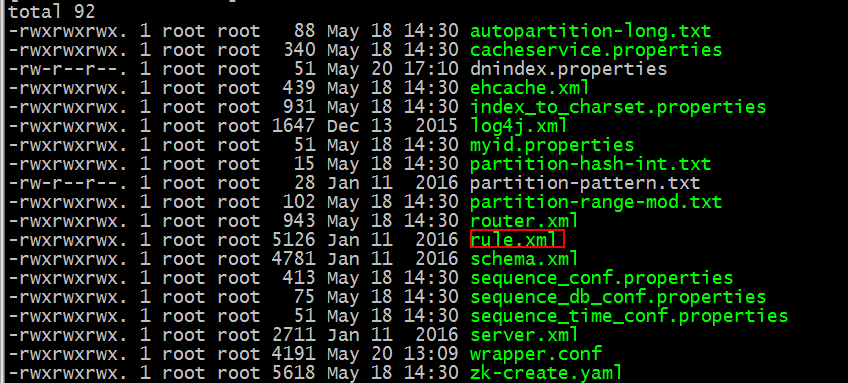 total 92
-rwxrwxrwx. 1 root root   88 May 18 14:30 autopartition-long.txt
-rwxrwxrwx. 1 root root  340 May 18 14:30 cacheservice.properties
-rw-r--r--. 1 root root   51 May 20 17:10 dnindex.properties
-rwxrwxrwx. 1 root root  439 May 18 14:30 ehcache.xml
-rwxrwxrwx. 1 root root  931 May 18 14:30 index_to_charset.properties
-rwxrwxrwx. 1 root root 1647 Dec 13  2015 log4j.xml
-rwxrwxrwx. 1 root root   51 May 18 14:30 myid.properties
-rwxrwxrwx. 1 root root   15 May 18 14:30 partition-hash-int.txt
-rw-r--r--. 1 root root   28 Jan 11  2016 partition-pattern.txt
-rwxrwxrwx. 1 root root  102 May 18 14:30 partition-range-mod.txt
-rwxrwxrwx. 1 root root  943 May 18 14:30 router.xml
-rwxrwxrwx. 1 root root 5126 Jan 11  2016 rule.xml
-rwxrwxrwx. 1 root root 4781 Jan 11  2016 schema.xml
-rwxrwxrwx. 1 root root  413 May 18 14:30 sequence_conf.properties
-rwxrwxrwx. 1 root root   75 May 18 14:30 sequence_db_conf.properties
-rwxrwxrwx. 1 root root   51 May 18 14:30 sequence_time_conf.properties
-rwxrwxrwx. 1 root root 2711 Jan 11  2016 server.xml
-rwxrwxrwx. 1 root root 4191 May 20 13:09 wrapper.conf
-rwxrwxrwx. 1 root root 5618 May 18 14:30 zk-create.yaml